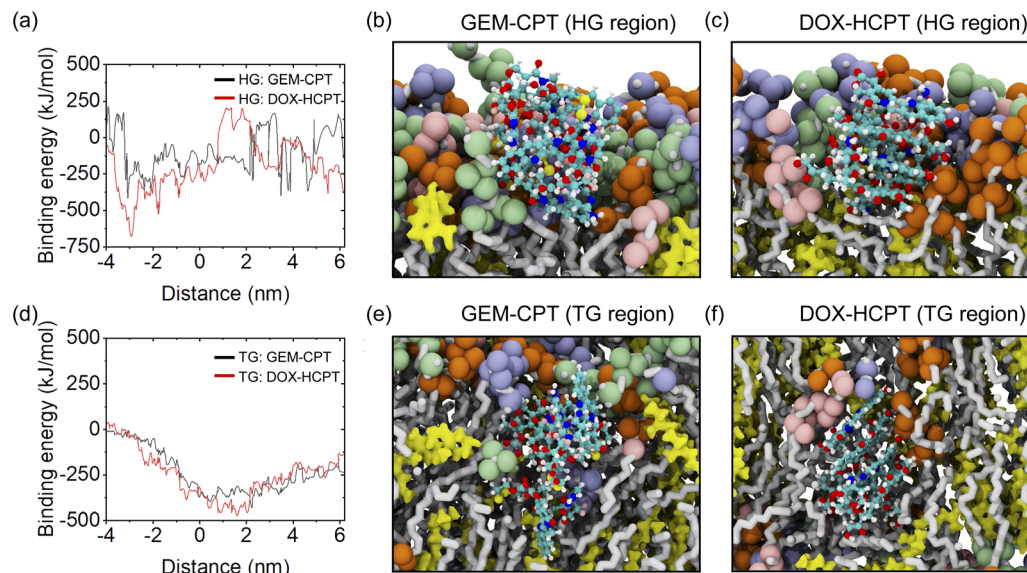 (a)
500
250
0
-250
-500
-750
Binding energy (kJ/mol)
HG: GEM-CPT
HG: DOX-HCPT
-4 -2 0 2 4 6
Distance (nm)
(b) GEM-CPT (HG region)
(c) DOX-HCPT (HG region)
(d)
500
250
0
-250
-500
Binding energy (kJ/mol)
TG: GEM-CPT
TG: DOX-HCPT
-4 -2 0 2 4 6
Distance (nm)
(e) GEM-CPT (TG region)
(f) DOX-HCPT (TG region)